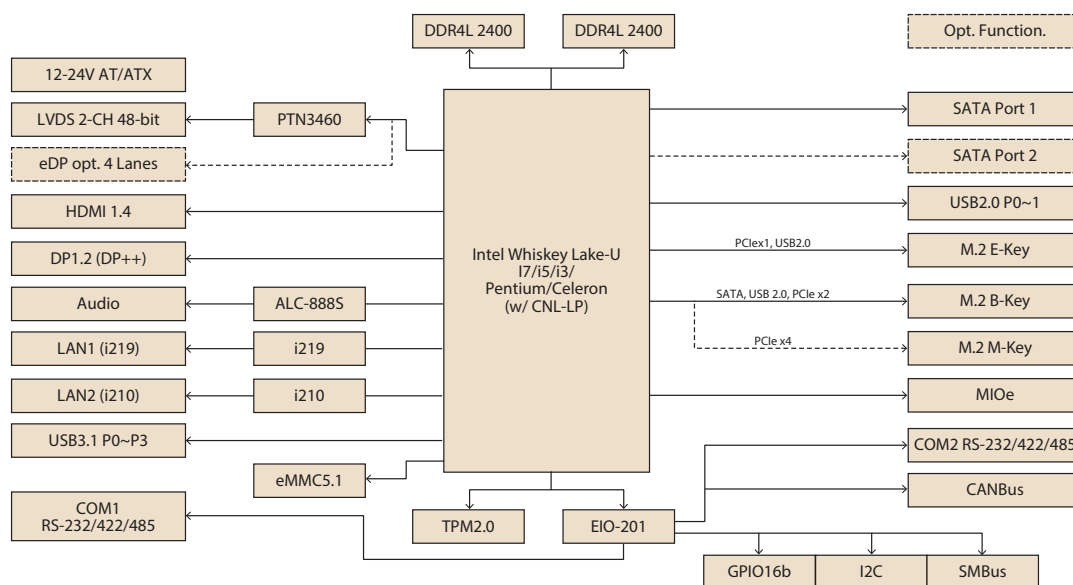 DDR4L 2400
DDR4L 2400
Opt. Function.
12-24V AT/ATX
LVDS 2-CH 48-bit
PTN3460
eDP opt. 4 Lanes
HDMI 1.4
DP1.2 (DP++)
Audio
ALC-888S
LAN1 (i219)
i219
LAN2 (i210)
i210
USB3.1 P0~P3
eMMC5.1
COM1
RS-232/422/485
Intel Whiskey Lake-U
I7/i5/i3/
Pentium/Celeron
(w/ CNL-LP)
TPM2.0
EIO-201
SATA Port 1
SATA Port 2
USB2.0 P0~1
PCIex1, USB2.0
M.2 E-Key
SATA, USB 2.0, PCIe x2
M.2 B-Key
PCIe x4
M.2 M-Key
MIOe
COM2 RS-232/422/485
CANBus
GPIO16b
I2C
SMBus